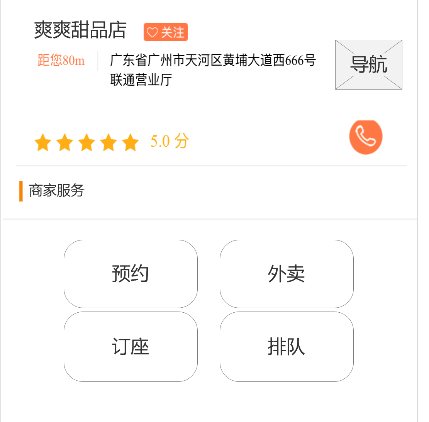 爽爽甜品店 ♡关注
距您80m 广东省广州市天河区黄埔大道西666号
联通营业厅
导航
5.0 分
商家服务
预约 外卖
订座 排队